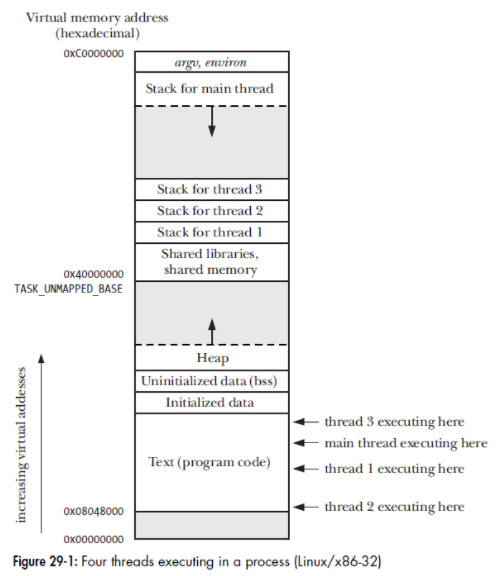 Virtual memory address
(hexadecimal)
0xC0000000
argv, environ
Stack for main thread
Stack for thread 3
Stack for thread 2
Stack for thread 1
Shared libraries,
shared memory
0x40000000
TASK_UNMAPPED_BASE
Heap
Uninitialized data (bss)
Initialized data
thread 3 executing here
main thread executing here
Text (program code)
thread 1 executing here
thread 2 executing here
0x08048000
0x00000000
increasing virtual addesses
Figure 29-1: Four threads executing in a process (Linux/x86-32)